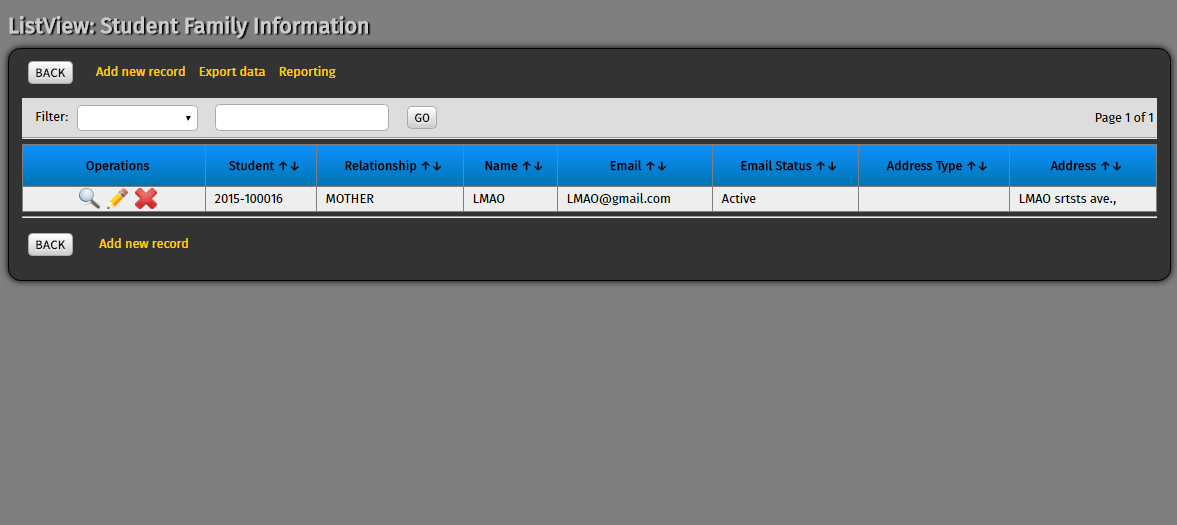 ListView: Student Family Information
BACK Add new record Export data Reporting
Filter: GO Page 1 of 1
Operations Student ↑↓ Relationship ↑↓ Name ↑↓ Email ↑↓ Email Status ↑↓ Address Type ↑↓ Address ↑↓
2015-100016 MOTHER LMAO LMAO@gmail.com Active LMAO srtsts ave.,
BACK Add new record